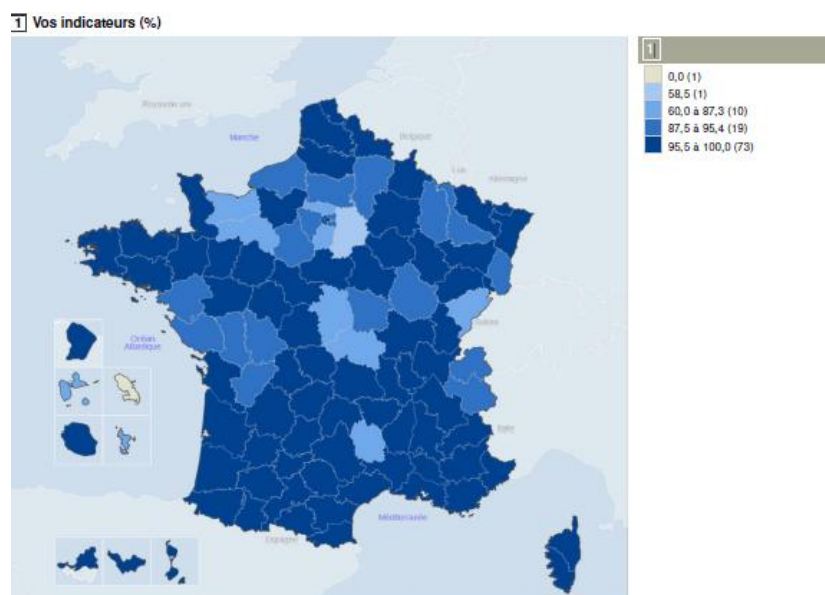 1 Vos indicateurs (%)
1
0,0 (1)
58,5 (1)
60,0 à 87,3 (10)
87,5 à 95,4 (19)
95,5 à 100,0 (73)
Royaume-uni
Manche
Belgique
Lux
Allemagne
Suisse
Océan
Atlantique
Italie
Méditerranée
Espagne